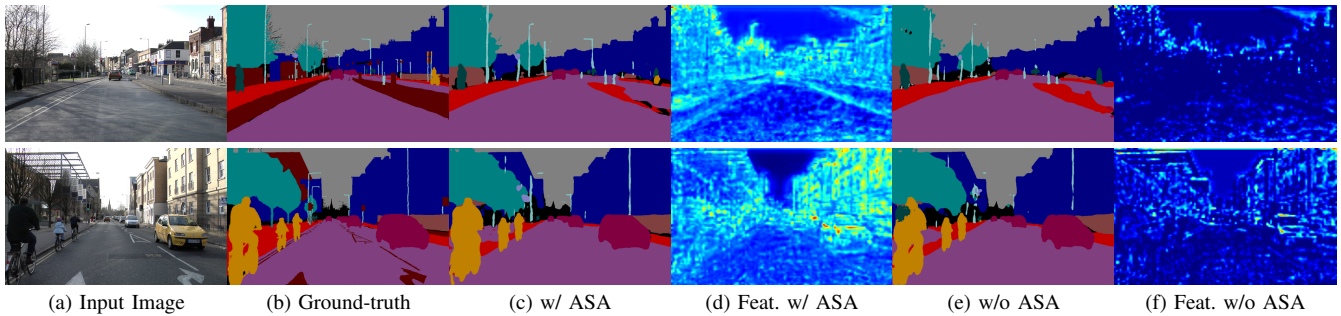 (a) Input Image (b) Ground-truth (c) w/ ASA (d) Feat. w/ ASA (e) w/o ASA (f) Feat. w/o ASA